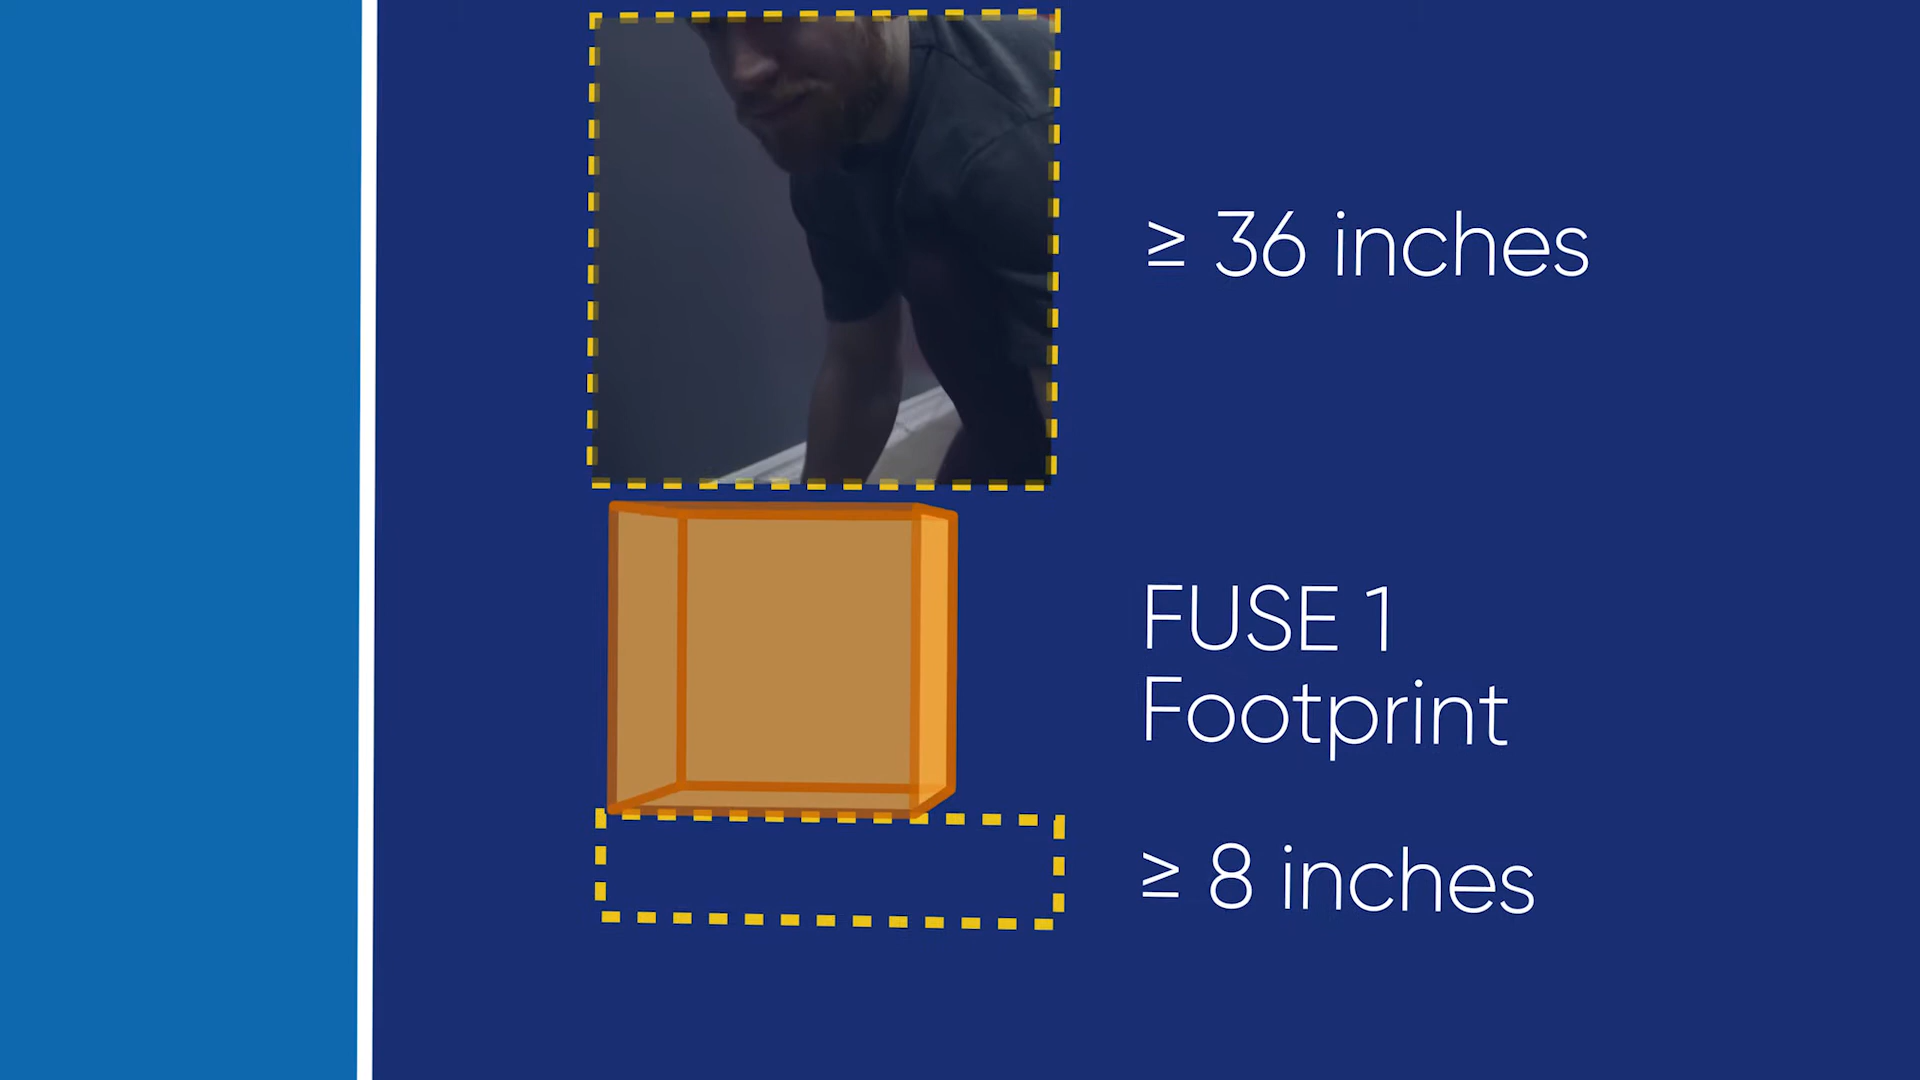 ≥ 36 inches
FUSE 1
Footprint
≥ 8 inches